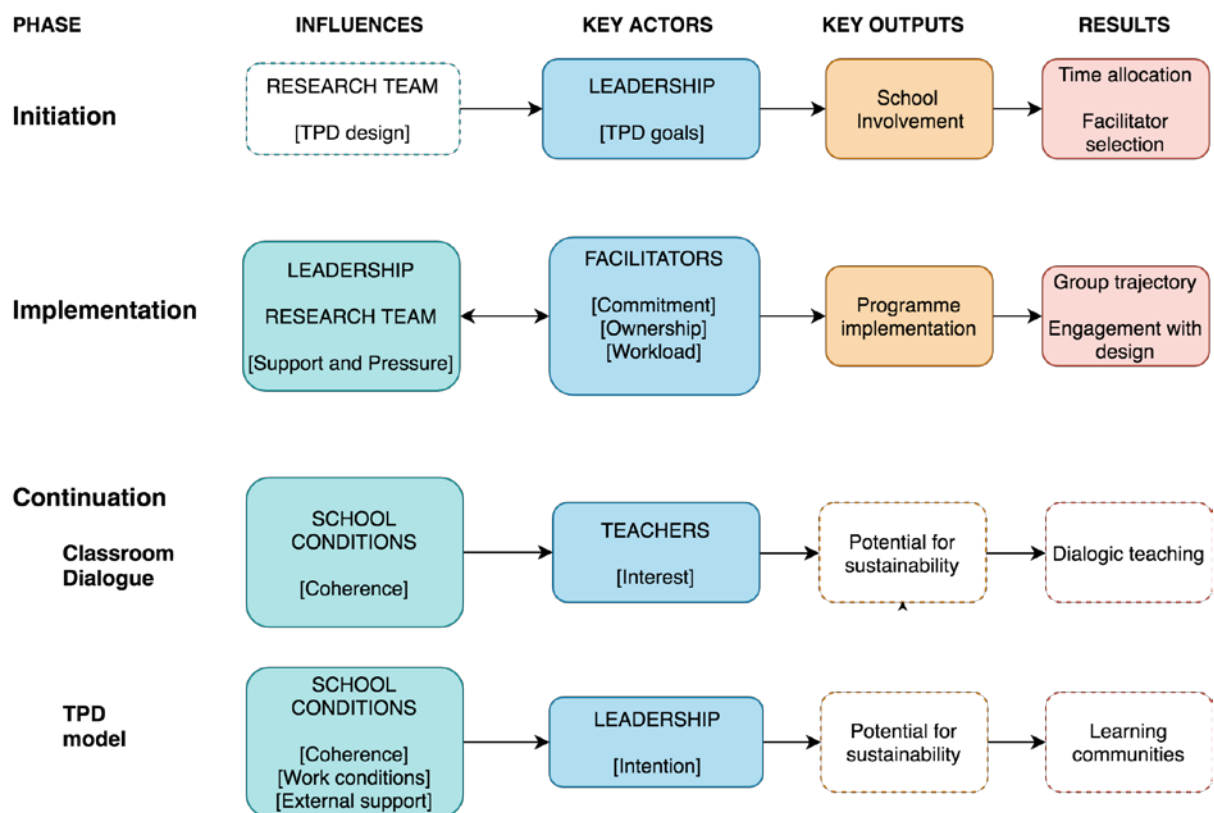 PHASE
INFLUENCES
KEY ACTORS
KEY OUTPUTS
RESULTS
Initiation
RESEARCH TEAM
[TPD design]
LEADERSHIP
[TPD goals]
School
Involvement
Time allocation
Facilitator
selection
Implementation
LEADERSHIP
RESEARCH TEAM
[Support and Pressure]
FACILITATORS
[Commitment]
[Ownership]
[Workload]
Programme
implementation
Group trajectory
Engagement with
design
Continuation
Classroom
Dialogue
SCHOOL
CONDITIONS
[Coherence]
TEACHERS
[Interest]
Potential for
sustainability
Dialogic teaching
TPD
model
SCHOOL
CONDITIONS
[Coherence]
[Work conditions]
[External support]
LEADERSHIP
[Intention]
Potential for
sustainability
Learning
communities